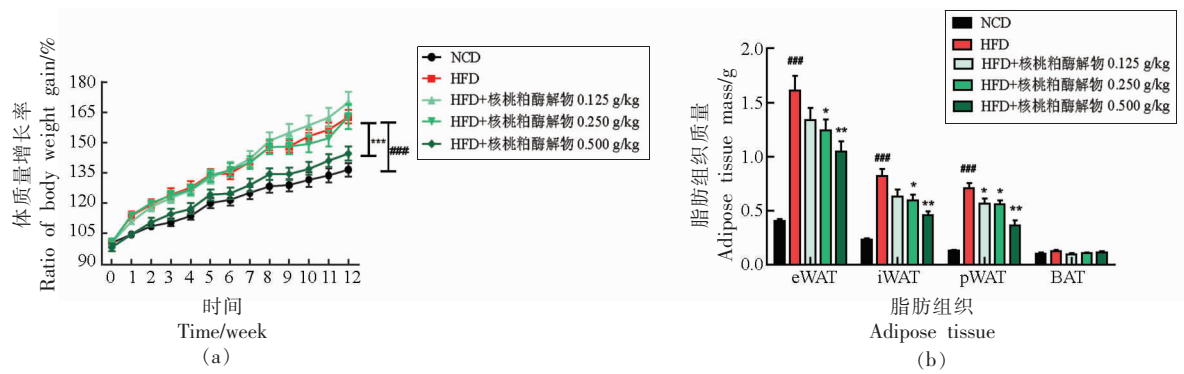 体质量增长率
Ratio of body weight gain/%
180
165
150
135
120
105
90
0 1 2 3 4 5 6 7 8 9 10 11 12
时间
Time/week
(a)
NCD
HFD
HFD+核桃粕酶解物 0.125 g/kg
HFD+核桃粕酶解物 0.250 g/kg
HFD+核桃粕酶解物 0.500 g/kg
***
###
脂肪组织质量
Adipose tissue mass/g
2.0
1.5
1.0
0.5
0.0
###
*
**
###
*
**
###
*
*
**
eWAT iWAT pWAT BAT
脂肪组织
Adipose tissue
(b)
NCD
HFD
HFD+核桃粕酶解物 0.125 g/kg
HFD+核桃粕酶解物 0.250 g/kg
HFD+核桃粕酶解物 0.500 g/kg